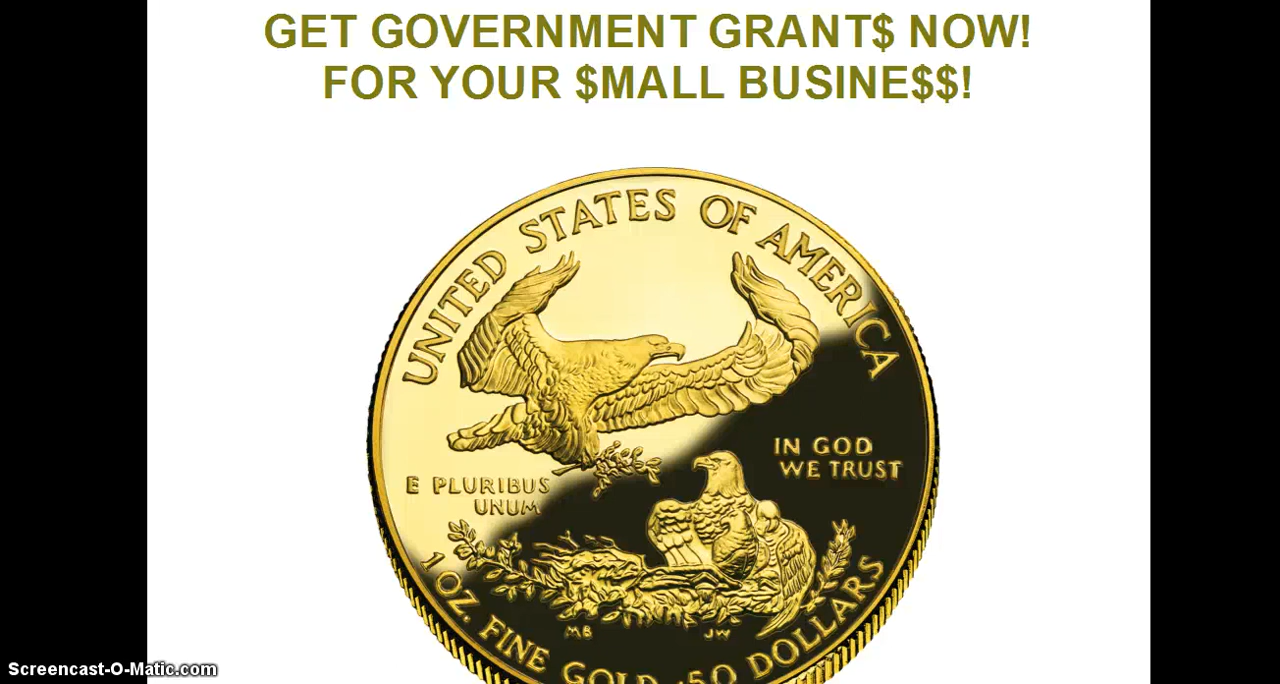 GET GOVERNMENT GRANT$ NOW!
FOR YOUR $MALL BUSINE$$!
UNITED STATES OF AMERICA
IN GOD
WE TRUST
E PLURIBUS
UNUM
MB JW
1 OZ. FINE GOLD 50 DOLLARS
Screencast-O-Matic.com